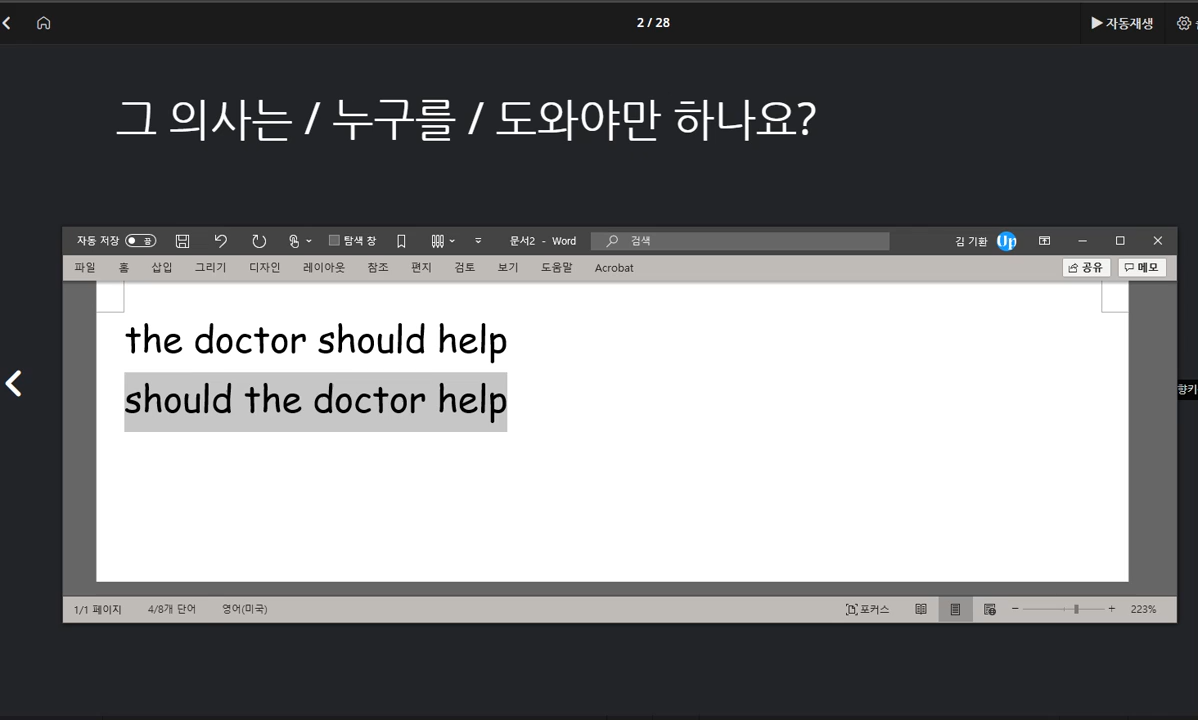 2 / 28
자동재생
그 의사는 / 누구를 / 도와야만 하나요?
자동 저장 끔 탐색 창 문서2 - Word 검색 김 기환 Up
파일 홈 삽입 그리기 디자인 레이아웃 참조 편지 검토 보기 도움말 Acrobat 공유 메모
the doctor should help
should the doctor help
향키
1/1 페이지 4/8개 단어 영어(미국) 포커스 223%